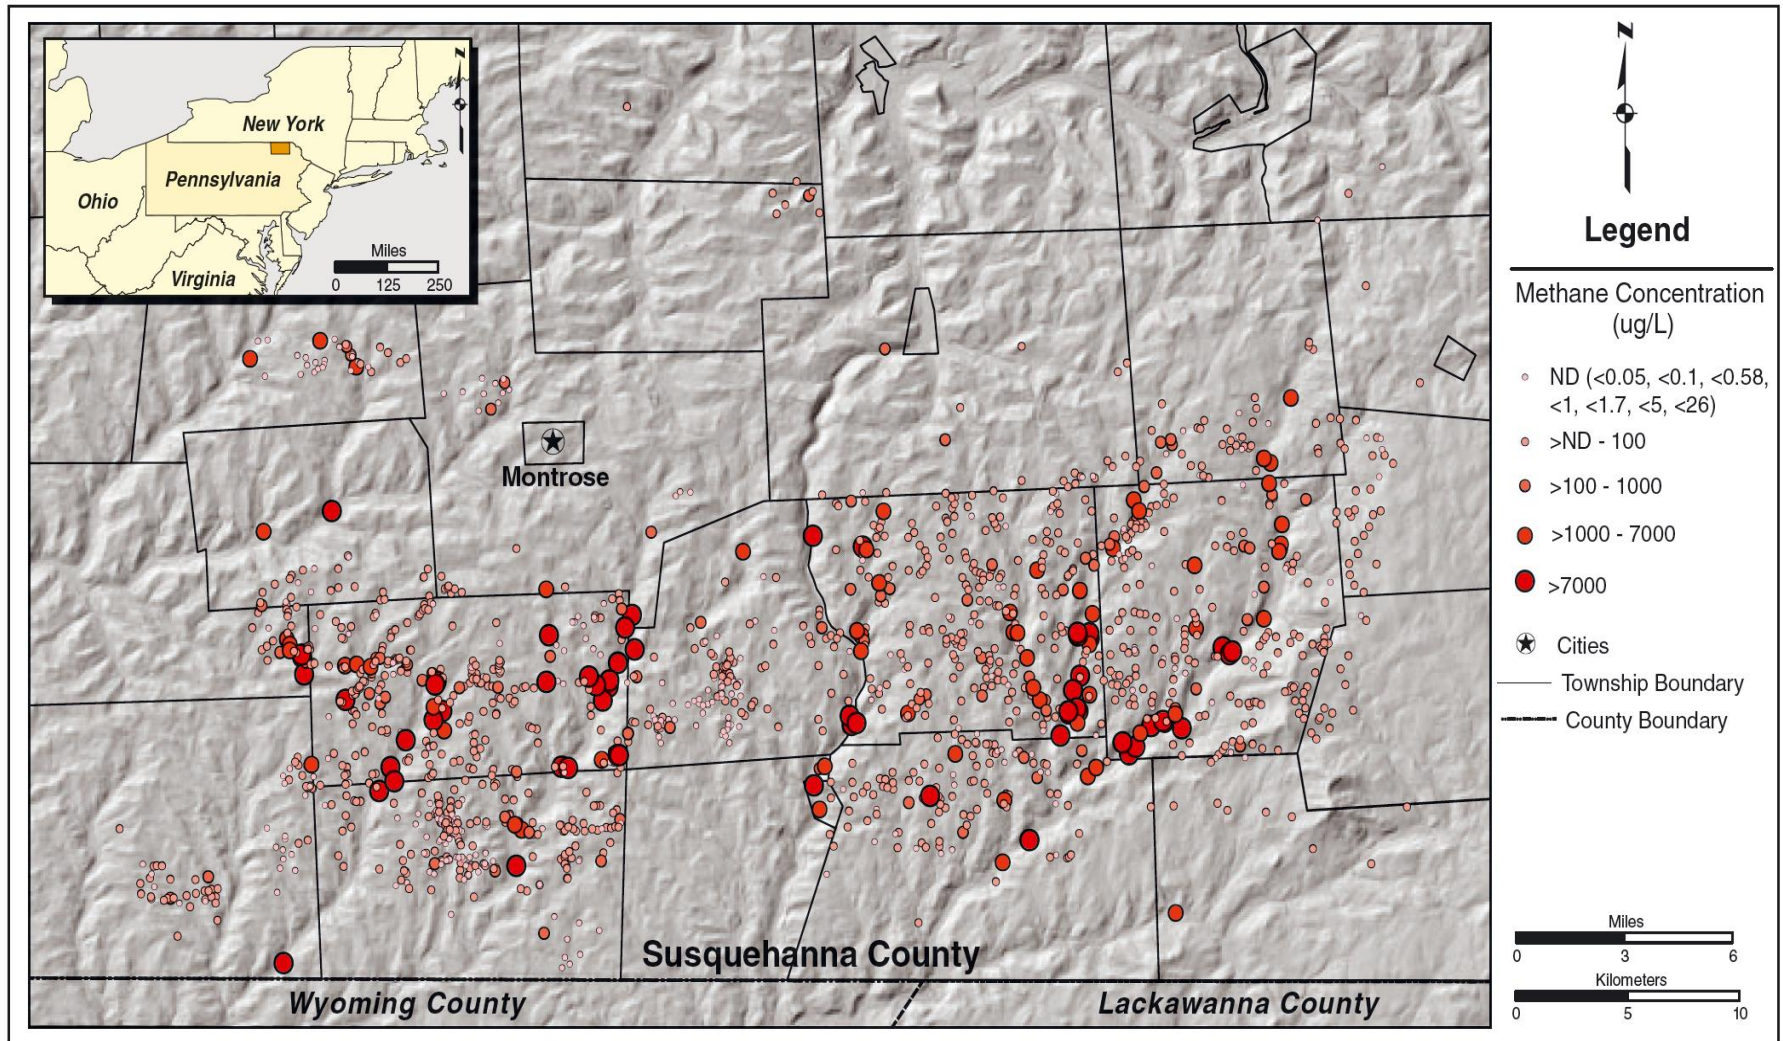 New York
Pennsylvania
Ohio
Virginia
Miles
0 125 250
N
Montrose
Susquehanna County
Wyoming County
Lackawanna County
N
Legend
Methane Concentration
(ug/L)
ND (<0.05, <0.1, <0.58,
<1, <1.7, <5, <26)
>ND - 100
>100 - 1000
>1000 - 7000
>7000
Cities
Township Boundary
County Boundary
Miles
0 3 6
Kilometers
0 5 10